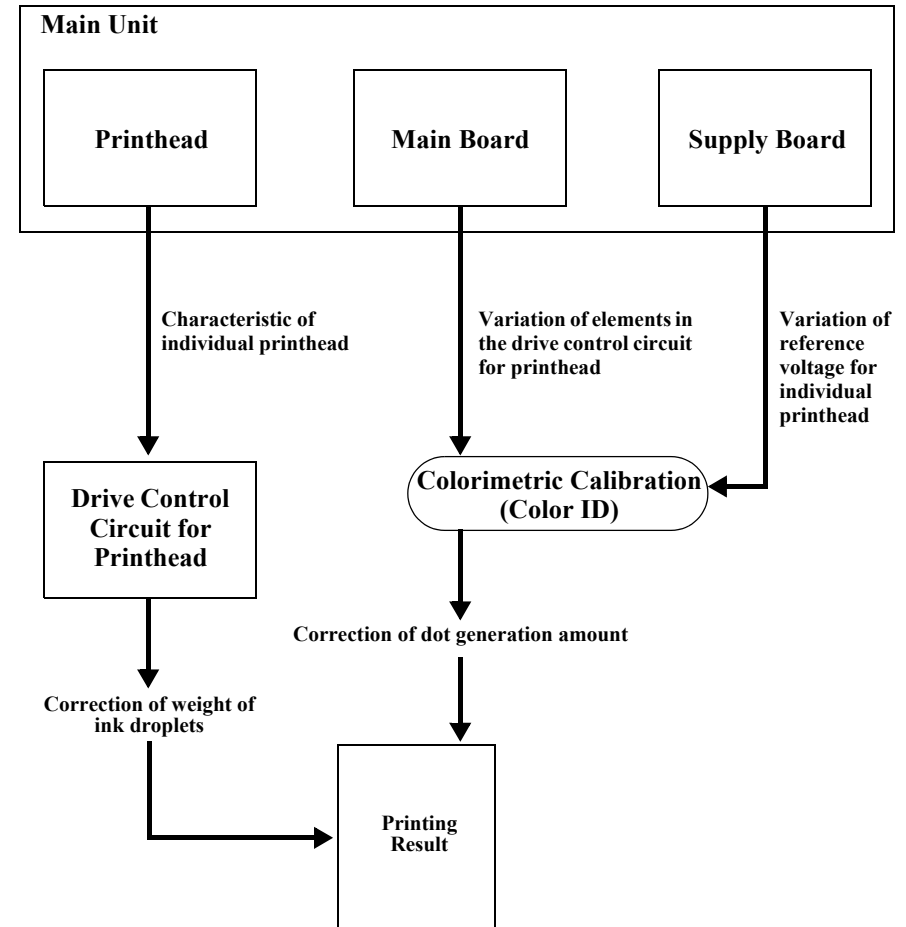 Main Unit
Printhead
Main Board
Supply Board
Characteristic of
individual printhead
Variation of elements in
the drive control circuit
for printhead
Variation of
reference
voltage for
individual
printhead
Drive Control
Circuit for
Printhead
Colorimetric Calibration
(Color ID)
Correction of dot generation amount
Correction of weight of
ink droplets
Printing
Result